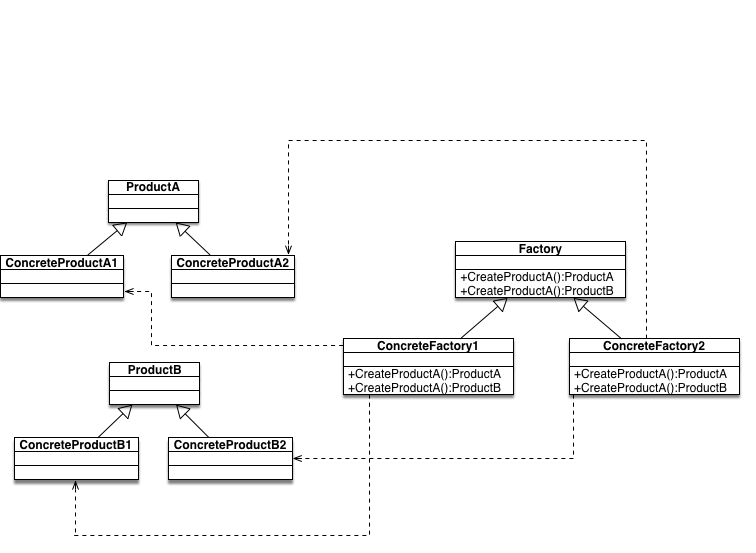 ProductA
ConcreteProductA1
ConcreteProductA2
Factory
+CreateProductA():ProductA
+CreateProductA():ProductB
ConcreteFactory1
+CreateProductA():ProductA
+CreateProductA():ProductB
ConcreteFactory2
+CreateProductA():ProductA
+CreateProductA():ProductB
ProductB
ConcreteProductB1
ConcreteProductB2